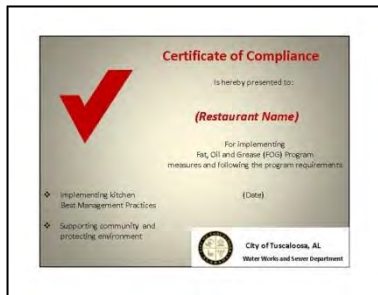 Certificate of Compliance
Is hereby presented to:
(Restaurant Name)
For implementing
Fat, Oil and Grease (FOG) Program
measures and following the program requirements
(Date)
❖ Implementing kitchen
Best Management Practices
❖ Supporting community and
protecting environment
City of Tuscaloosa, AL
Water Works and Sewer Department